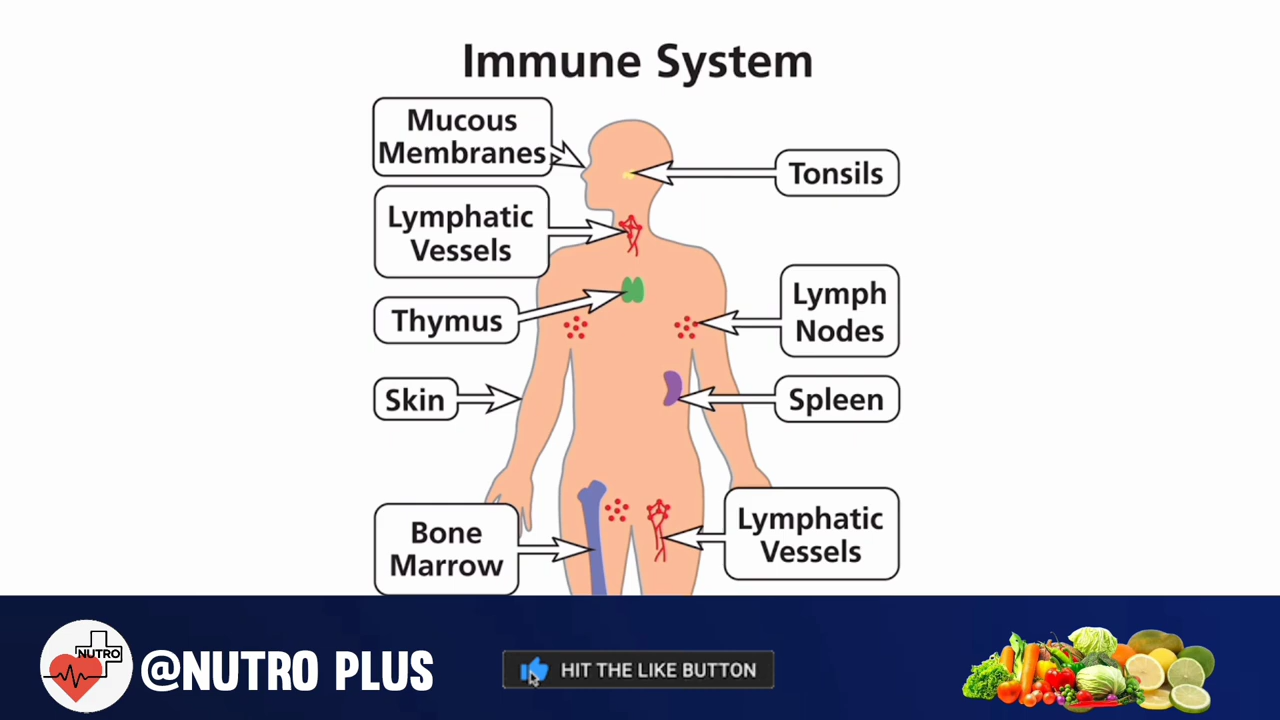 Immune System
Mucous
Membranes
Tonsils
Lymphatic
Vessels
Lymph
Nodes
Thymus
Skin
Spleen
Bone
Marrow
Lymphatic
Vessels
NUTRO
@NUTRO PLUS
HIT THE LIKE BUTTON